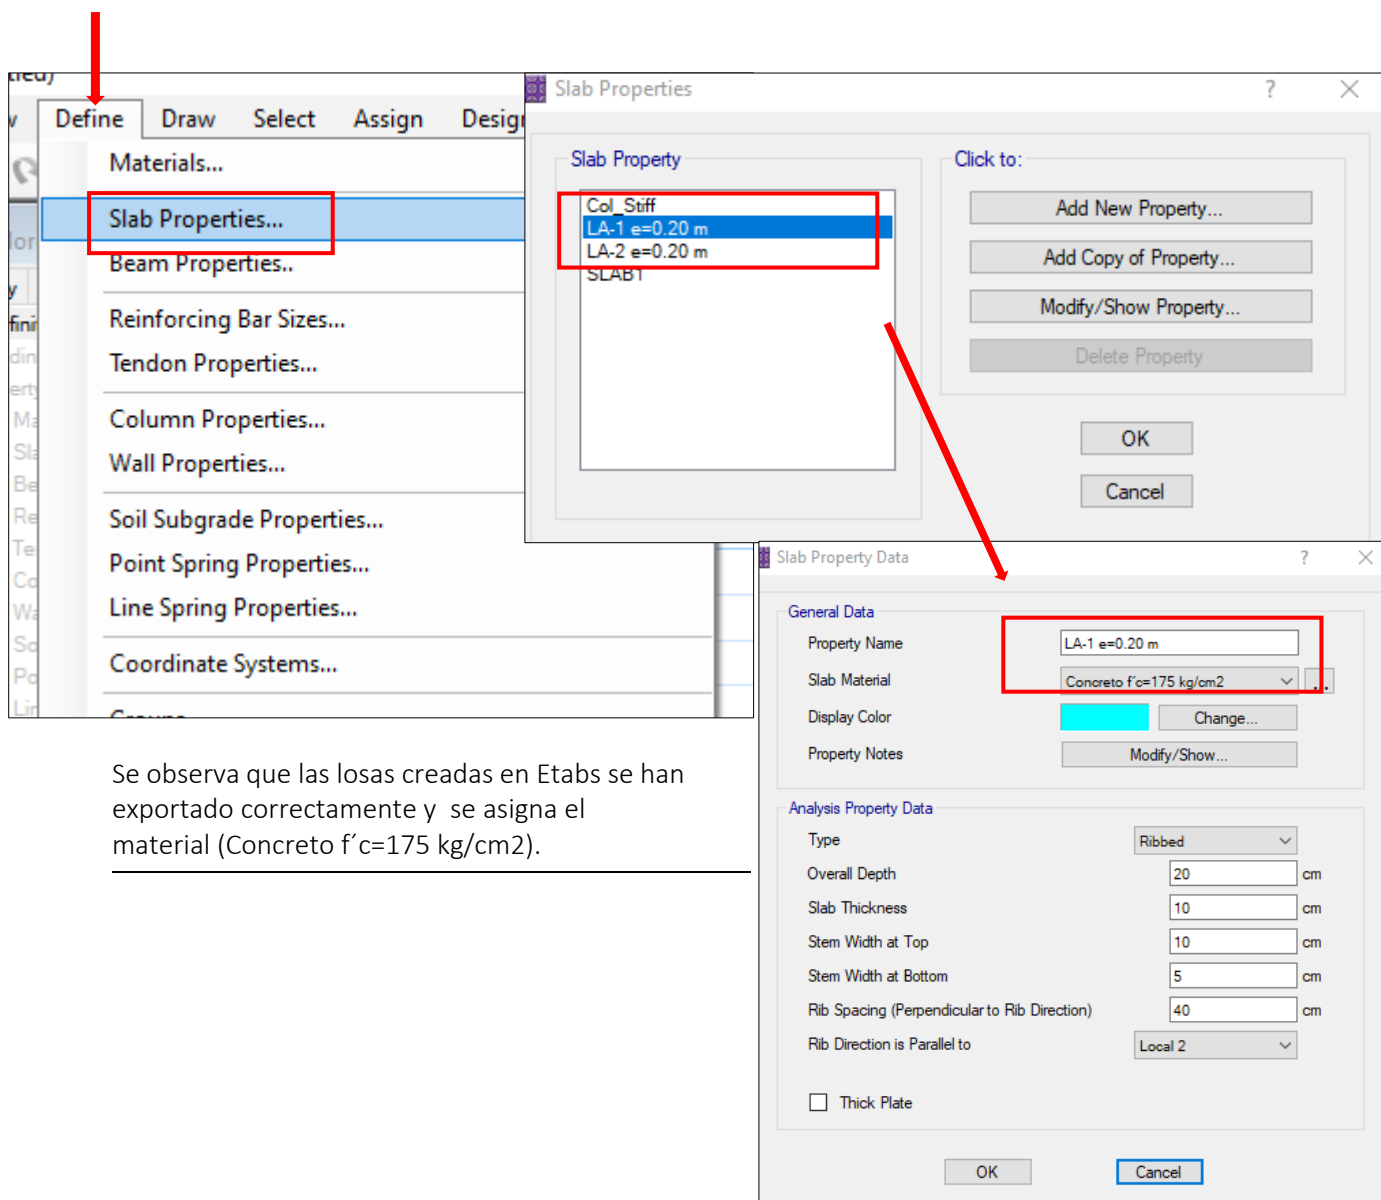 Define Draw Select Assign
Materials...
Slab Properties...
Beam Properties..
Reinforcing Bar Sizes...
Tendon Properties...
Column Properties...
Wall Properties...
Soil Subgrade Properties...
Point Spring Properties...
Line Spring Properties...
Coordinate Systems...
Slab Properties
?
Slab Property
Col_Stiff
LA-1 e=0.20 m
LA-2 e=0.20 m
SLAB1
Click to:
Add New Property...
Add Copy of Property...
Modify/Show Property...
Delete Property
OK
Cancel
Slab Property Data
?
General Data
Property Name LA-1 e=0.20 m
Slab Material Concreto f´c=175 kg/cm2 ...
Display Color Change...
Property Notes Modify/Show...
Analysis Property Data
Type Ribbed
Overall Depth 20 cm
Slab Thickness 10 cm
Stem Width at Top 10 cm
Stem Width at Bottom 5 cm
Rib Spacing (Perpendicular to Rib Direction) 40 cm
Rib Direction is Parallel to Local 2
Thick Plate
OK Cancel
Se observa que las losas creadas en Etabs se han
exportado correctamente y se asigna el
material (Concreto f´c=175 kg/cm2).